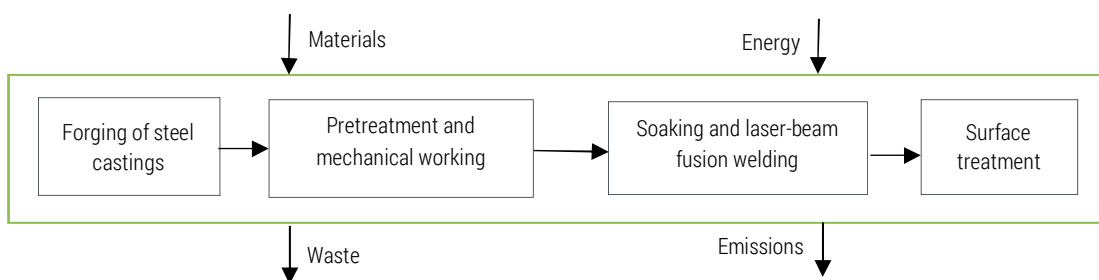 Materials
Energy
Forging of steel
castings
Pretreatment and
mechanical working
Soaking and laser-beam
fusion welding
Surface
treatment
Waste
Emissions